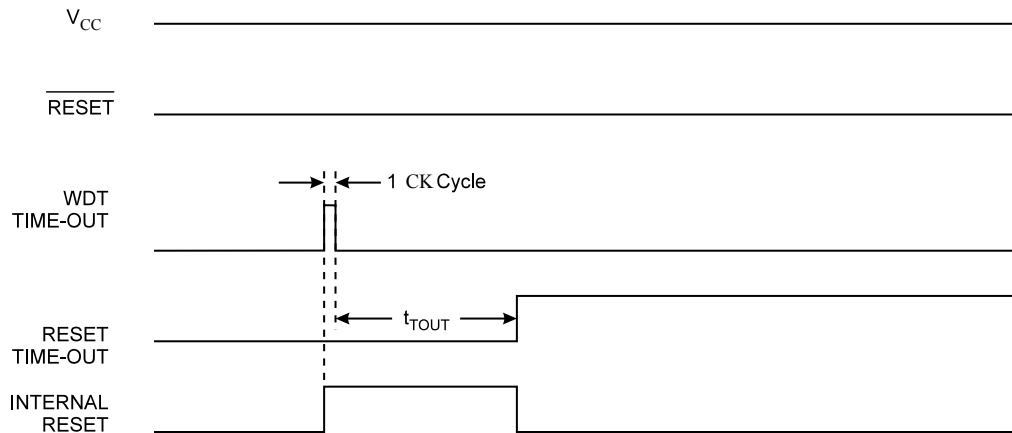 VCC
RESET
1 CK Cycle
WDT
TIME-OUT
tTOUT
RESET
TIME-OUT
INTERNAL
RESET